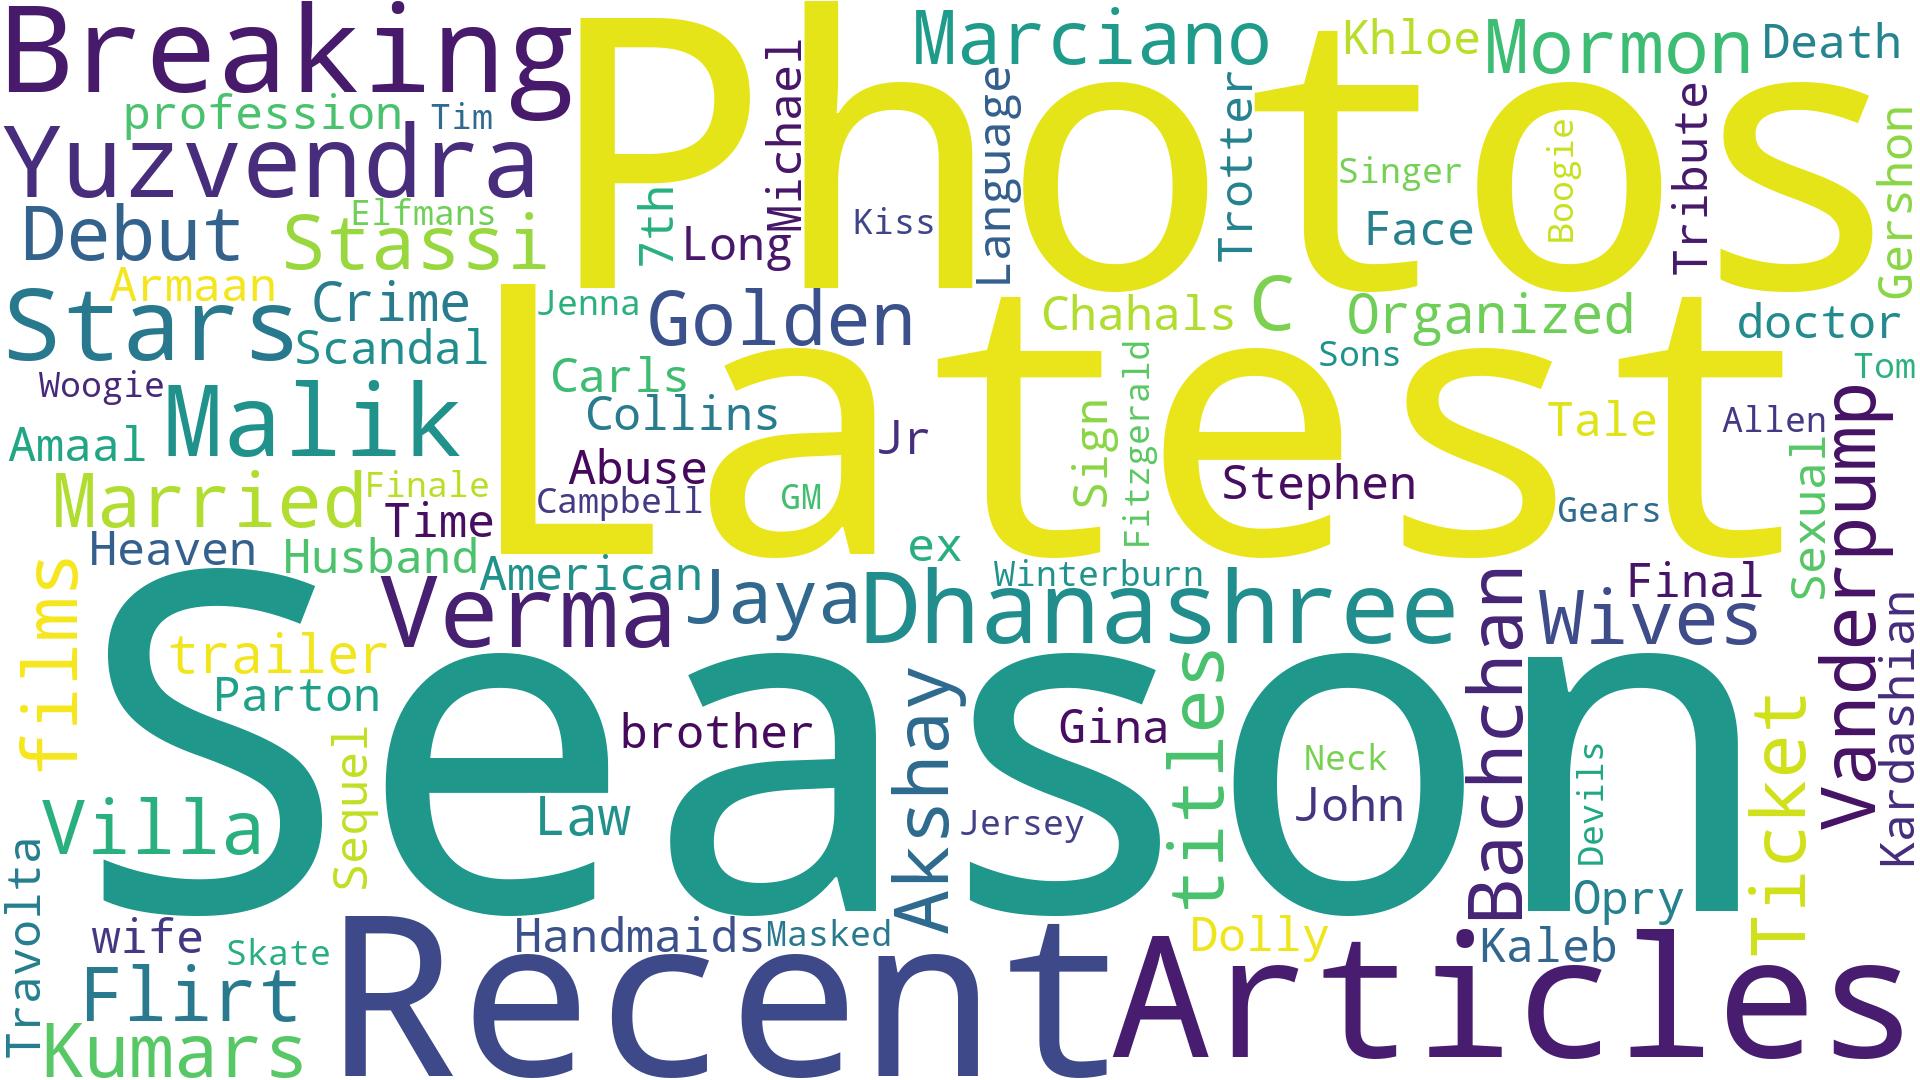 Breaking
Photos
Marciano
Khloe
Mormon
Death
profession
Tim
Michael
Language
Trotter
Tribute
Gershon
Yuzvendra
Singer
Boogie
Debut
Elfmans
Stassi
7th
Long
Kiss
Face
Armaan
Stars
Crime
Scandal
Jenna
Golden
Chahals
C
Organized
doctor
Latest
Sons
Tom
Woogie
Malik
Carls
Collins
Jr
Sign
Fitzgerald
Tale
Allen
Vanderpump
Amaal
Abuse
Campbell
GM
Stephen
Gears
Sexual
Married
Finale
Time
Heaven
Husband
American
ex
Winterburn
Final
films
Verma
Jaya
Dhanashree
Bachchan
Wives
Kardashian
trailer
Parton
Season
brother
Akshay
Gina
titles
Neck
John
Devils
Ticket
Sequel
Villa
Law
Jersey
Opry
Travolta
wife
Skate
Handmaids
Masked
Dolly
Kaleb
Flirt
Recent
Articles
Kumars